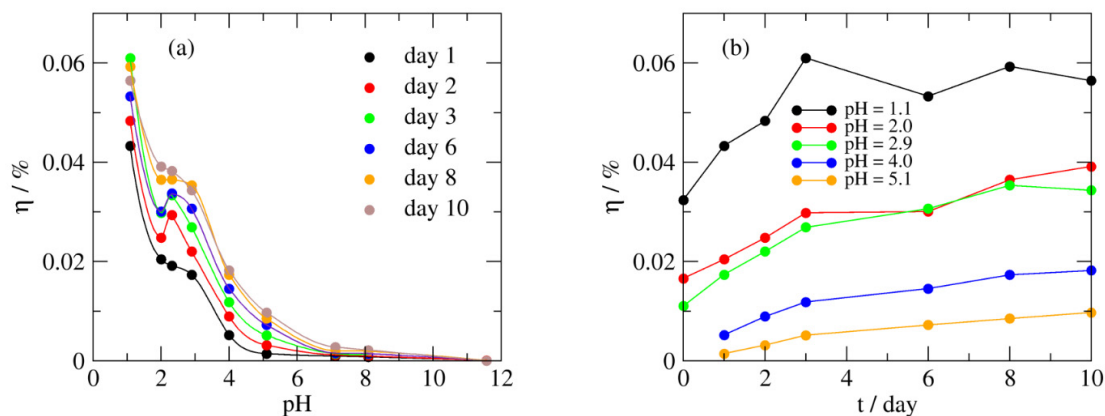 (a)
day 1
day 2
day 3
day 6
day 8
day 10
0.06
0.04
0.02
0
η / %
0 2 4 6 8 10 12
pH
(b)
pH = 1.1
pH = 2.0
pH = 2.9
pH = 4.0
pH = 5.1
0.06
0.04
0.02
0
η / %
0 2 4 6 8 10
t / day